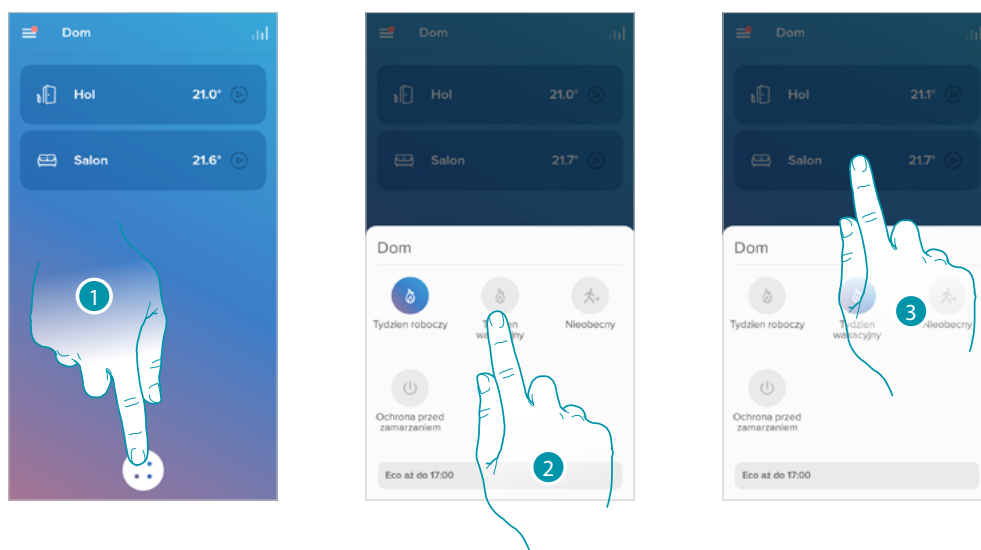 Dom
Hol 21.0°
Salon 21.6°
1
Dom
Hol 21.0°
Salon 21.7°
Dom
Tydzień roboczy
Nieobecny
Ochrona przed
zamarzaniem
Eco aż do 17:00
2
Dom
Hol 21.1°
Salon 21.7°
Dom
Tydzień roboczy
Tydzień
wakacyjny
Nieobecny
Ochrona przed
zamarzaniem
Eco aż do 17:00
3